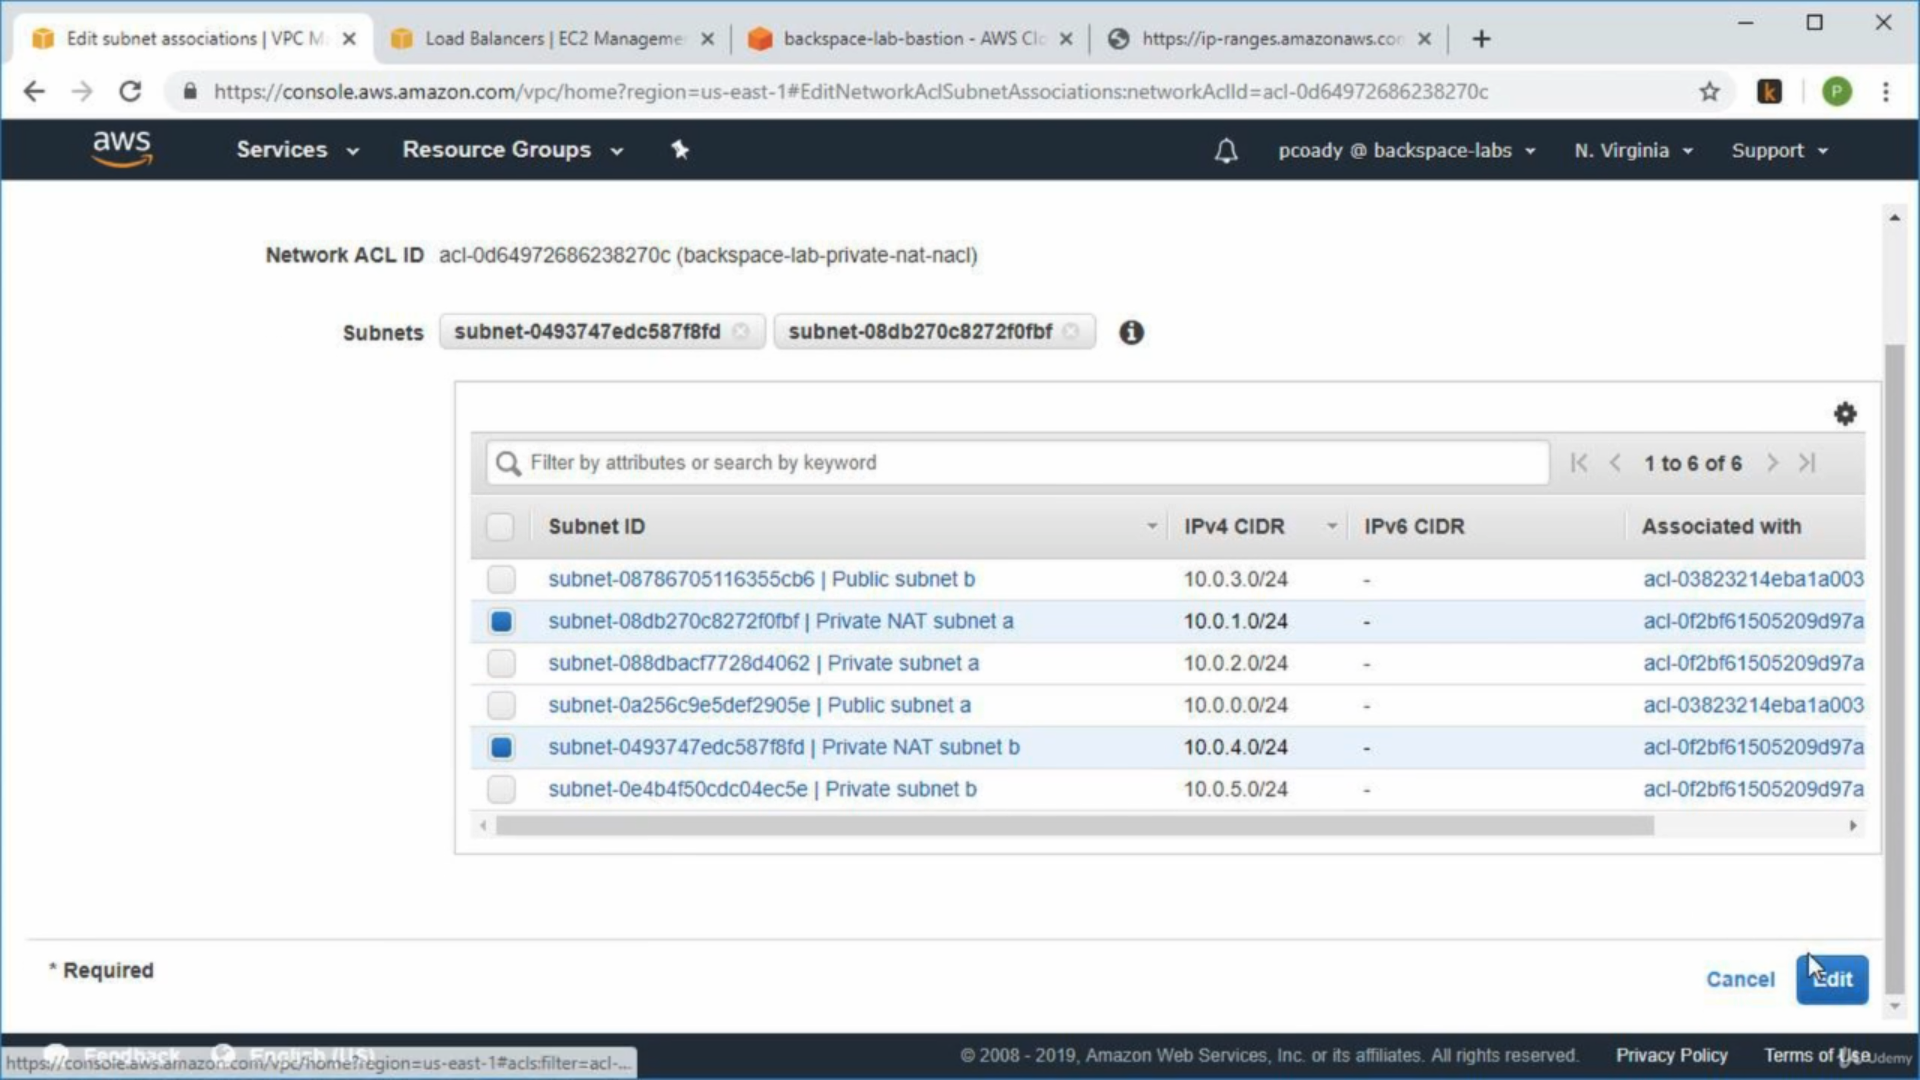 Edit subnet associations | VPC M
Load Balancers | EC2 Manageme
backspace-lab-bastion - AWS Clo
https://ip-ranges.amazonaws.com
https://console.aws.amazon.com/vpc/home?region=us-east-1#EditNetworkAclSubnetAssociations:networkAclId=acl-0d64972686238270c
k
P
aws
Services
Resource Groups
pcoady @ backspace-labs
N. Virginia
Support
Network ACL ID acl-0d64972686238270c (backspace-lab-private-nat-nacl)
Subnets subnet-0493747edc587f8fd subnet-08db270c8272f0fbf
Filter by attributes or search by keyword
1 to 6 of 6
Subnet ID IPv4 CIDR IPv6 CIDR Associated with
subnet-08786705116355cb6 | Public subnet b 10.0.3.0/24 - acl-03823214eba1a003
subnet-08db270c8272f0fbf | Private NAT subnet a 10.0.1.0/24 - acl-0f2bf61505209d97a
subnet-088dbacf7728d4062 | Private subnet a 10.0.2.0/24 - acl-0f2bf61505209d97a
subnet-0a256c9e5def2905e | Public subnet a 10.0.0.0/24 - acl-03823214eba1a003
subnet-0493747edc587f8fd | Private NAT subnet b 10.0.4.0/24 - acl-0f2bf61505209d97a
subnet-0e4b4f50cdc04ec5e | Private subnet b 10.0.5.0/24 - acl-0f2bf61505209d97a
* Required
Cancel
Edit
Feedback
English (US)
https://console.aws.amazon.com/vpc/home?region=us-east-1#acls:filter=acl-...
© 2008 - 2019, Amazon Web Services, Inc. or its affiliates. All rights reserved.
Privacy Policy
Terms of Use
Udemy